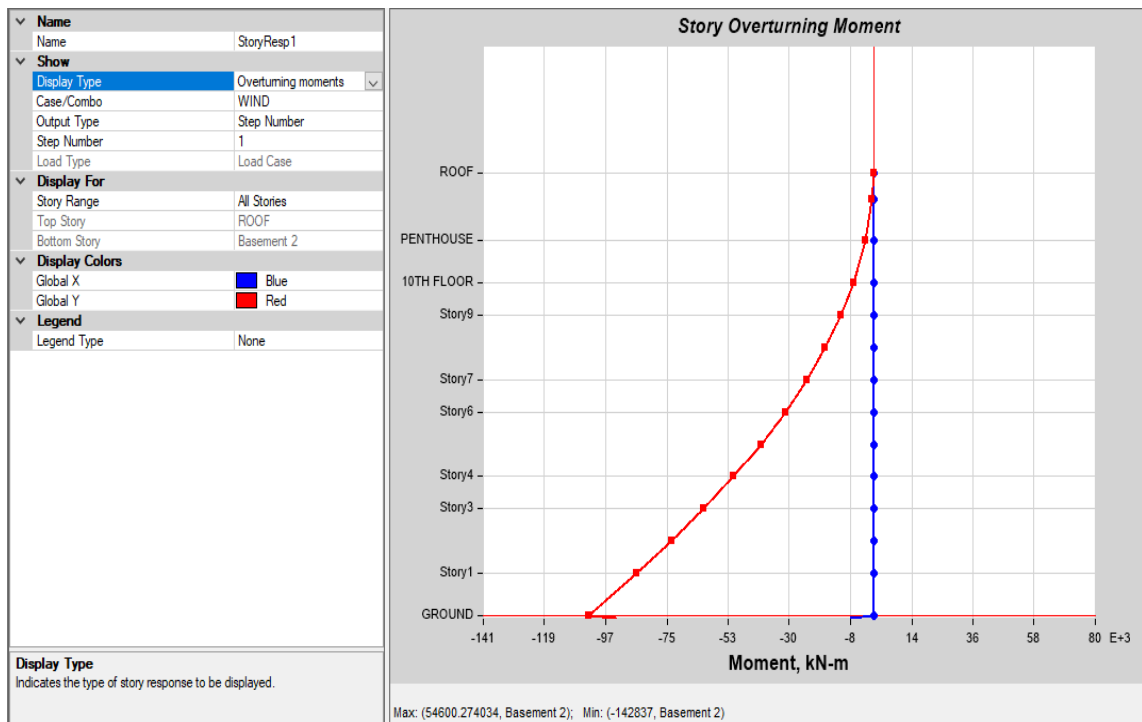 Name
Name StoryResp1
Show
Display Type Overturning moments
Case/Combo WIND
Output Type Step Number
Step Number 1
Load Type Load Case
Display For
Story Range All Stories
Top Story ROOF
Bottom Story Basement 2
Display Colors
Global X Blue
Global Y Red
Legend
Legend Type None
Display Type
Indicates the type of story response to be displayed.
Story Overturning Moment
ROOF
PENTHOUSE
10TH FLOOR
Story9
Story7
Story6
Story4
Story3
Story1
GROUND
-141 -119 -97 -75 -53 -30 -8 14 36 58 80 E+3
Moment, kN-m
Max: (54600.274034, Basement 2); Min: (-142837, Basement 2)